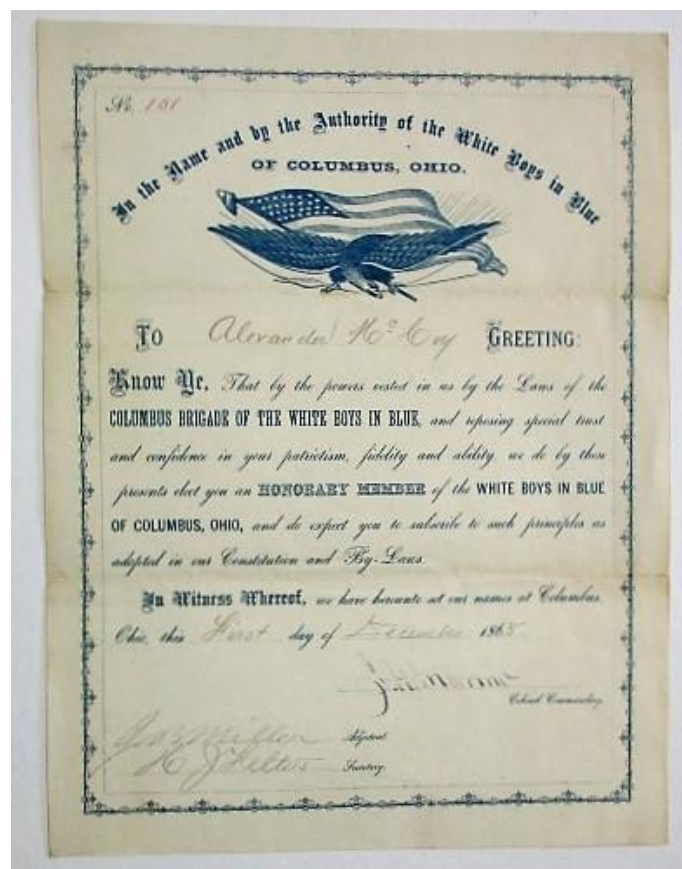 No. 101
In the Name and by the Authority of the White Boys in Blue
OF COLUMBUS, OHIO.
To Alexander McCoy GREETING:
Know Ye, That by the powers vested in us by the Laws of the
COLUMBUS BRIGADE OF THE WHITE BOYS IN BLUE, and reposing special trust
and confidence in your patriotism, fidelity and ability, we do by these
presents elect you an HONORARY MEMBER of the WHITE BOYS IN BLUE
OF COLUMBUS, OHIO, and do expect you to subscribe to such principles as
adopted in our Constitution and By-Laws.
In Witness Whereof, we have hereunto set our names at Columbus,
Ohio, this First day of December 1868.
Colonel Commanding.
Miller Adjutant.
Secretary.